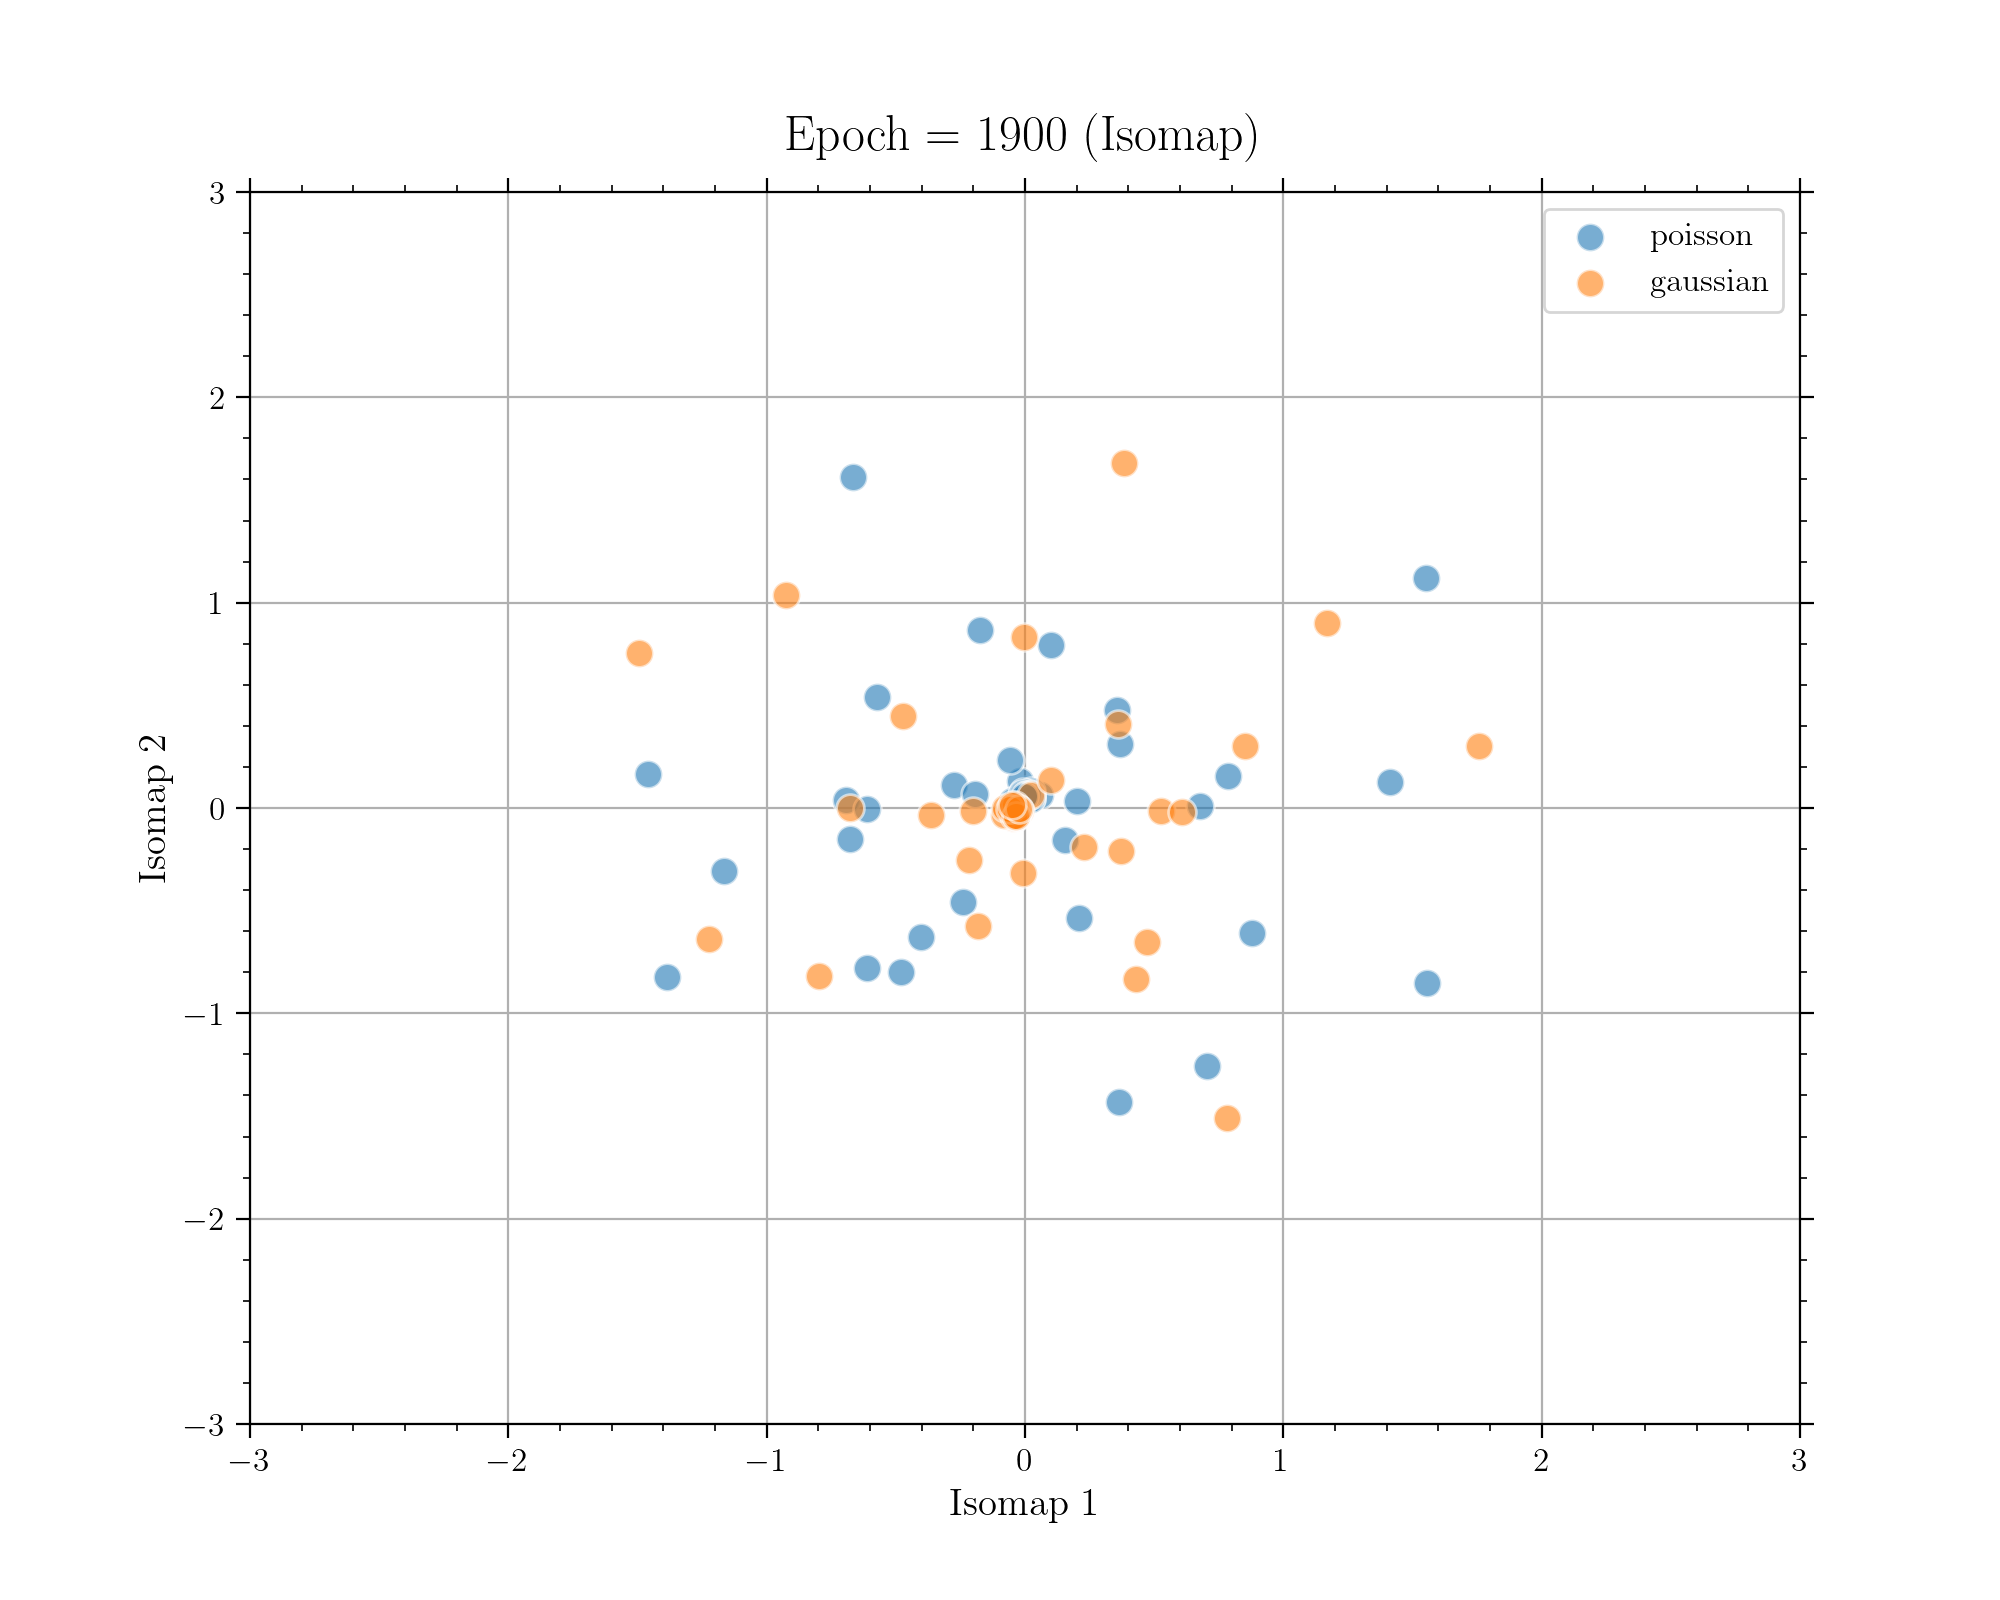 Epoch = 1900 (Isomap)
poisson
gaussian
3
2
1
0
−1
−2
−3
Isomap 2
−3
−2
−1
0
1
2
3
Isomap 1